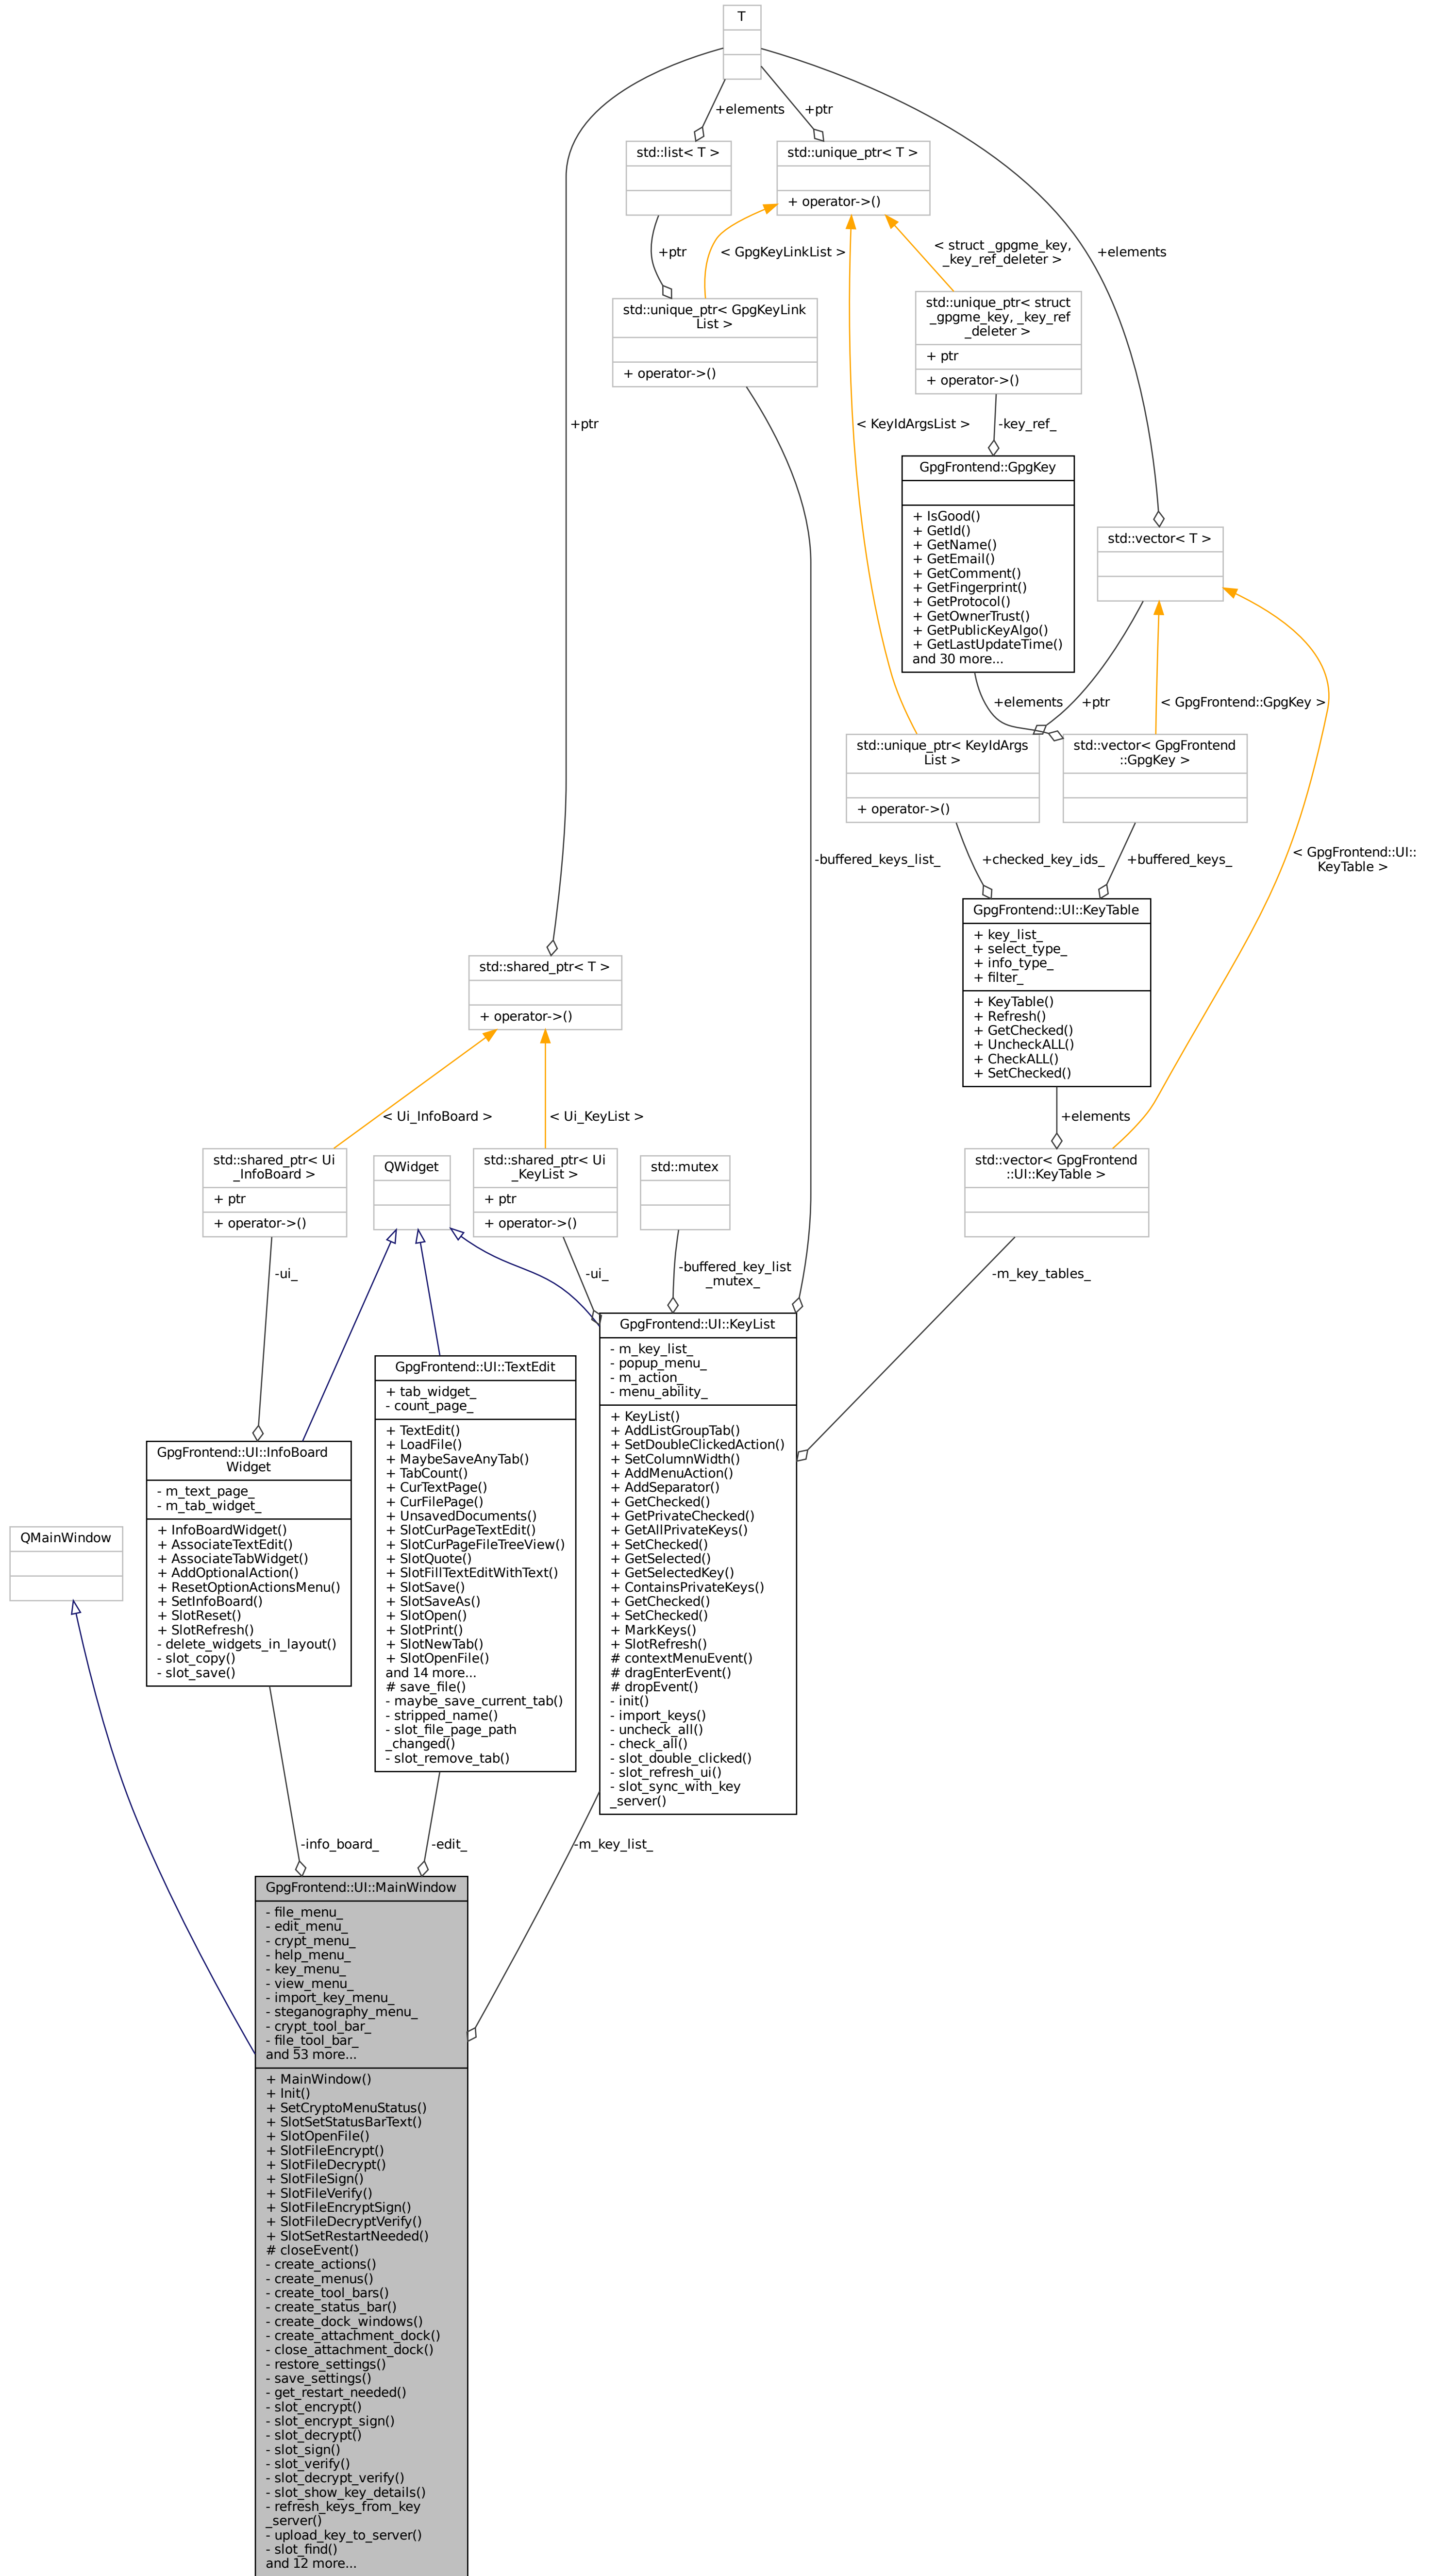 T
+elements
+ptr
std::list< T >
std::unique_ptr< T >
+ operator->()
+ptr
< GpgKeyLinkList >
< struct _gpgme_key,
_key_ref_deleter >
+elements
std::unique_ptr< GpgKeyLink
List >
+ operator->()
std::unique_ptr< struct
_gpgme_key, _key_ref
_deleter >
+ ptr
+ operator->()
+ptr
< KeyIdArgsList >
-key_ref_
GpgFrontend::GpgKey
+ IsGood()
+ GetId()
+ GetName()
+ GetEmail()
+ GetComment()
+ GetFingerprint()
+ GetProtocol()
+ GetOwnerTrust()
+ GetPublicKeyAlgo()
+ GetLastUpdateTime()
and 30 more...
std::vector< T >
+elements
+ptr
< GpgFrontend::GpgKey >
std::unique_ptr< KeyIdArgs
List >
+ operator->()
std::vector< GpgFrontend
::GpgKey >
-buffered_keys_list_
+checked_key_ids_
+buffered_keys_
< GpgFrontend::UI::
KeyTable >
GpgFrontend::UI::KeyTable
+ key_list_
+ select_type_
+ info_type_
+ filter_
+ KeyTable()
+ Refresh()
+ GetChecked()
+ UncheckALL()
+ CheckALL()
+ SetChecked()
std::shared_ptr< T >
+ operator->()
< Ui_InfoBoard >
< Ui_KeyList >
+elements
std::shared_ptr< Ui
_InfoBoard >
+ ptr
+ operator->()
QWidget
std::shared_ptr< Ui
_KeyList >
+ ptr
+ operator->()
std::mutex
std::vector< GpgFrontend
::UI::KeyTable >
-ui_
-ui_
-buffered_key_list
_mutex_
-m_key_tables_
GpgFrontend::UI::KeyList
- m_key_list_
- popup_menu_
- m_action_
- menu_ability_
+ KeyList()
+ AddListGroupTab()
+ SetDoubleClickedAction()
+ SetColumnWidth()
+ AddMenuAction()
+ AddSeparator()
+ GetChecked()
+ GetPrivateChecked()
+ GetAllPrivateKeys()
+ SetChecked()
+ GetSelected()
+ GetSelectedKey()
+ ContainsPrivateKeys()
+ GetChecked()
+ SetChecked()
+ MarkKeys()
+ SlotRefresh()
# contextMenuEvent()
# dragEnterEvent()
# dropEvent()
- init()
- import_keys()
- uncheck_all()
- check_all()
- slot_double_clicked()
- slot_refresh_ui()
- slot_sync_with_key
_server()
GpgFrontend::UI::TextEdit
+ tab_widget_
- count_page_
+ TextEdit()
+ LoadFile()
+ MaybeSaveAnyTab()
+ TabCount()
+ CurTextPage()
+ CurFilePage()
+ UnsavedDocuments()
+ SlotCurPageTextEdit()
+ SlotCurPageFileTreeView()
+ SlotQuote()
+ SlotFillTextEditWithText()
+ SlotSave()
+ SlotSaveAs()
+ SlotOpen()
+ SlotPrint()
+ SlotNewTab()
+ SlotOpenFile()
and 14 more...
# save_file()
- maybe_save_current_tab()
- stripped_name()
- slot_file_page_path
_changed()
- slot_remove_tab()
GpgFrontend::UI::InfoBoard
Widget
- m_text_page_
- m_tab_widget_
+ InfoBoardWidget()
+ AssociateTextEdit()
+ AssociateTabWidget()
+ AddOptionalAction()
+ ResetOptionActionsMenu()
+ SetInfoBoard()
+ SlotReset()
+ SlotRefresh()
- delete_widgets_in_layout()
- slot_copy()
- slot_save()
QMainWindow
-info_board_
-edit_
-m_key_list_
GpgFrontend::UI::MainWindow
- file_menu_
- edit_menu_
- crypt_menu_
- help_menu_
- key_menu_
- view_menu_
- import_key_menu_
- steganography_menu_
- crypt_tool_bar_
- file_tool_bar_
and 53 more...
+ MainWindow()
+ Init()
+ SetCryptoMenuStatus()
+ SlotSetStatusBarText()
+ SlotOpenFile()
+ SlotFileEncrypt()
+ SlotFileDecrypt()
+ SlotFileSign()
+ SlotFileVerify()
+ SlotFileEncryptSign()
+ SlotFileDecryptVerify()
+ SlotSetRestartNeeded()
# closeEvent()
- create_actions()
- create_menus()
- create_tool_bars()
- create_status_bar()
- create_dock_windows()
- create_attachment_dock()
- close_attachment_dock()
- restore_settings()
- save_settings()
- get_restart_needed()
- slot_encrypt()
- slot_encrypt_sign()
- slot_decrypt()
- slot_sign()
- slot_verify()
- slot_decrypt_verify()
- slot_show_key_details()
- refresh_keys_from_key
_server()
- upload_key_to_server()
- slot_find()
and 12 more...